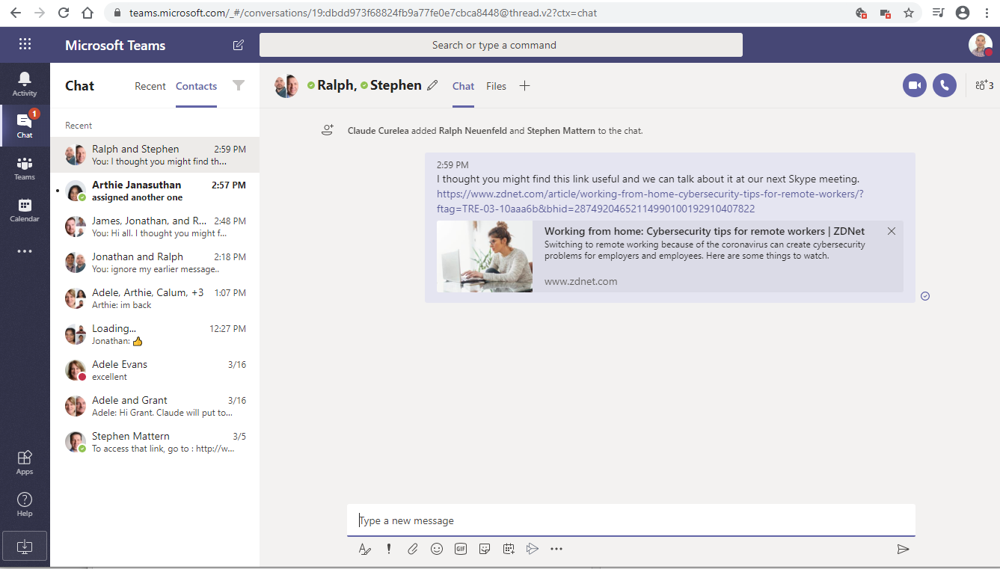 teams.microsoft.com/_#/conversations/19:dbdd973f68824fb9a77fe0e7cbca8448@thread.v2?ctx=chat
Microsoft Teams
Search or type a command
Activity
1
Chat
Teams
Calendar
Apps
Help
Chat
Recent
Contacts
Recent
Ralph and Stephen 2:59 PM
You: I thought you might find th...
Arthie Janasuthan 2:57 PM
assigned another one
James, Jonathan, and R... 2:48 PM
You: Hi all. I thought you might f...
Jonathan and Ralph 2:18 PM
You: ignore my earlier message..
Adele, Arthie, Calum, +3 1:07 PM
Arthie: im back
Loading... 12:27 PM
Jonathan: 👍
Adele Evans 3/16
excellent
Adele and Grant 3/16
Adele: Hi Grant. Claude will put to...
Stephen Mattern 3/5
To access that link, go to : http://w...
Ralph, Stephen
Chat
Files
3
Claude Curelea added Ralph Neuenfeld and Stephen Mattern to the chat.
2:59 PM
I thought you might find this link useful and we can talk about it at our next Skype meeting.
https://www.zdnet.com/article/working-from-home-cybersecurity-tips-for-remote-workers/?
ftag=TRE-03-10aaa6b&bhid=28749204652114990100192910407822
Working from home: Cybersecurity tips for remote workers | ZDNet
Switching to remote working because of the coronavirus can create cybersecurity
problems for employers and employees. Here are some things to watch.
www.zdnet.com
Type a new message
GIF